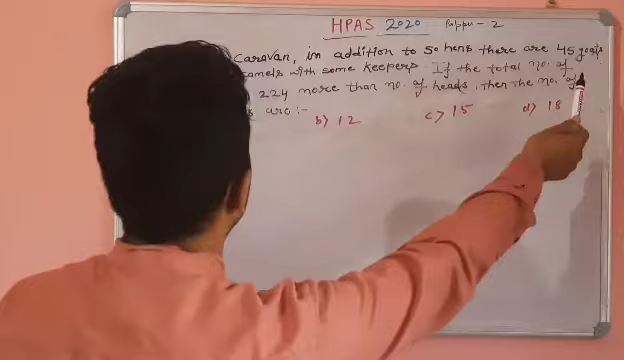 HPAS 2020 Paper - 2
Caravan, in addition to 50 hens there are 45 goats
camels with some keepers. If the total no. of
224 more than no. of heads, then the no. of
s are :-
b) 12 c) 15 d) 18